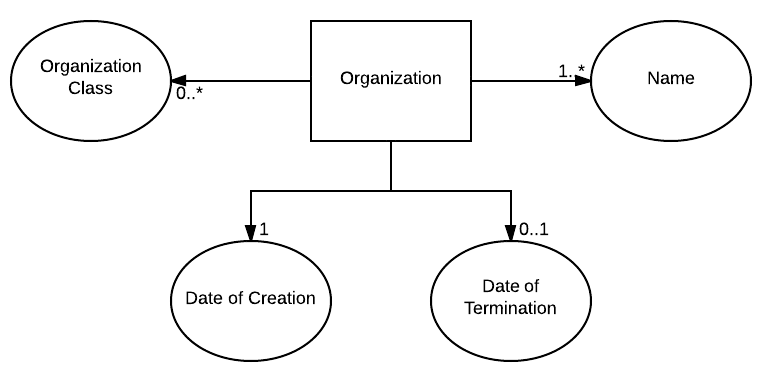 Organization
Class
0..*
Organization
1..*
Name
1
Date of Creation
0..1
Date of
Termination